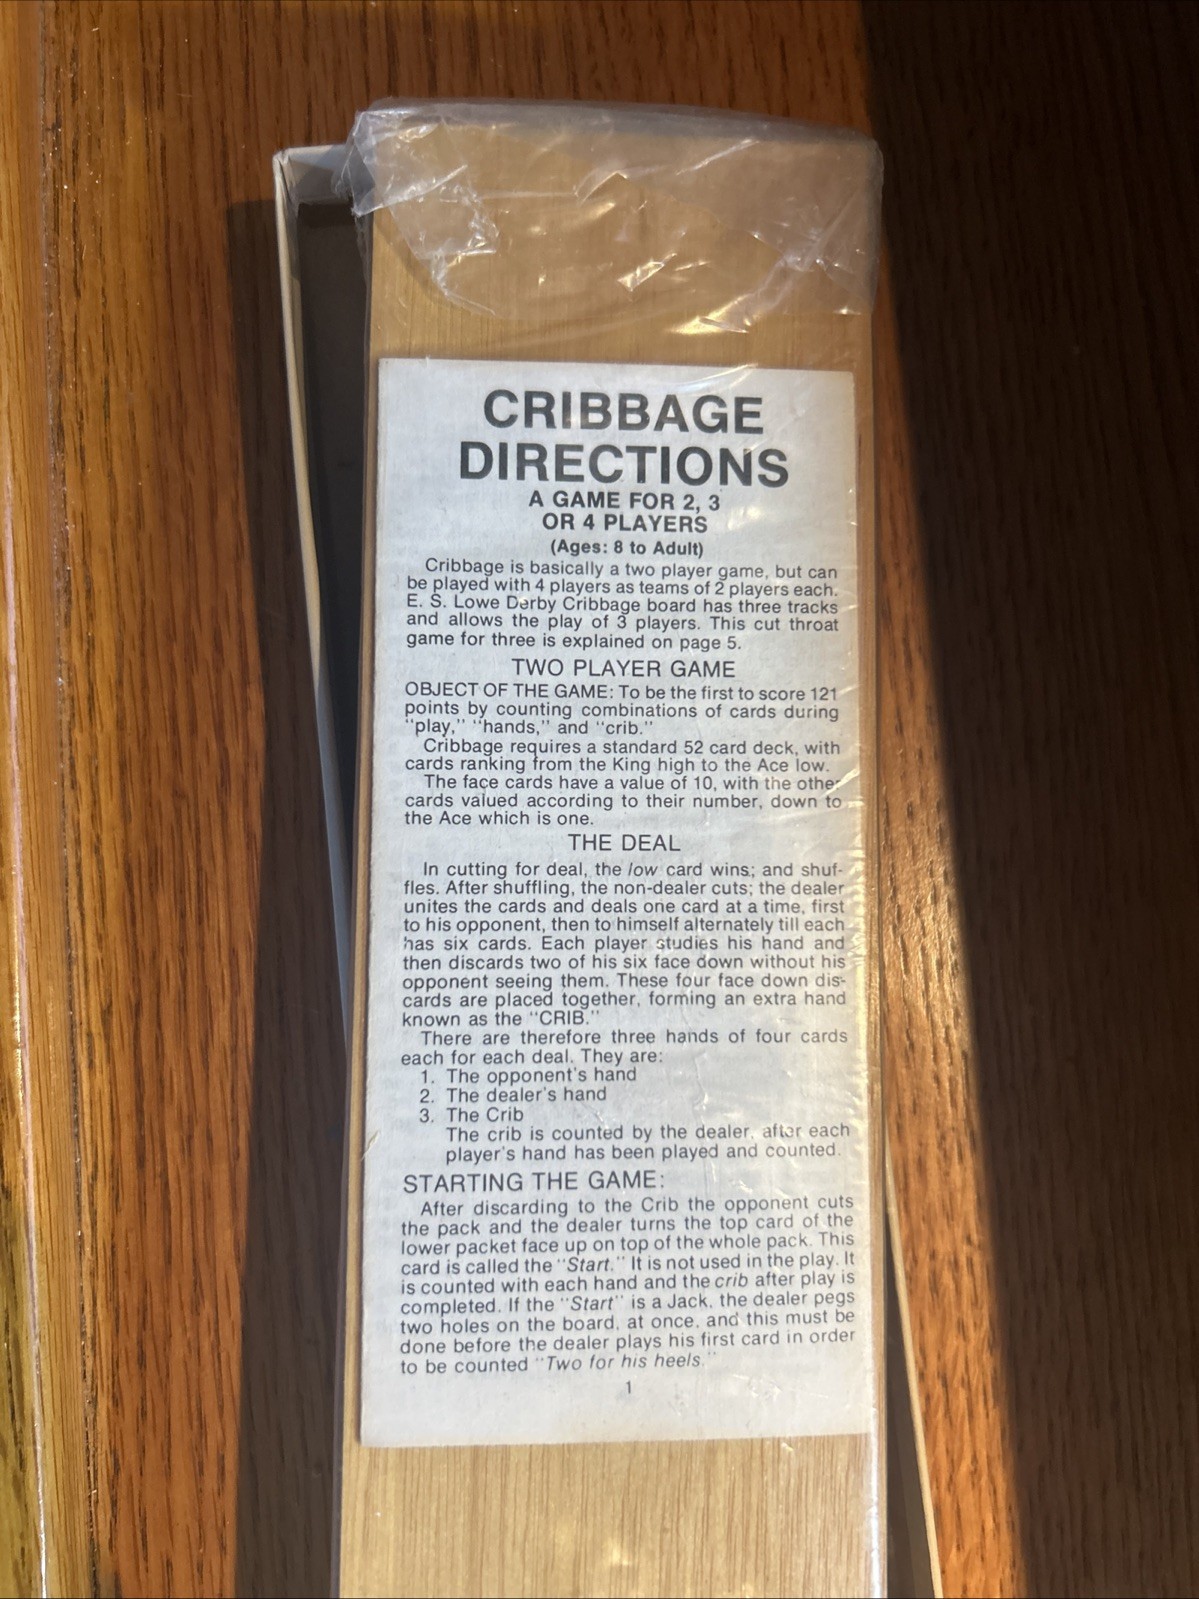 CRIBBAGE
DIRECTIONS
A GAME FOR 2, 3
OR 4 PLAYERS
(Ages: 8 to Adult)
Cribbage is basically a two player game, but can
be played with 4 players as teams of 2 players each.
E. S. Lowe Derby Cribbage board has three tracks
and allows the play of 3 players. This cut throat
game for three is explained on page 5.
TWO PLAYER GAME
OBJECT OF THE GAME: To be the first to score 121
points by counting combinations of cards during
"play," "hands," and "crib."
Cribbage requires a standard 52 card deck, with
cards ranking from the King high to the Ace low.
The face cards have a value of 10, with the other
cards valued according to their number, down to
the Ace which is one.
THE DEAL
In cutting for deal, the low card wins; and shuf-
fles. After shuffling, the non-dealer cuts; the dealer
unites the cards and deals one card at a time, first
to his opponent, then to himself alternately till each
has six cards. Each player studies his hand and
then discards two of his six face down without his
opponent seeing them. These four face down dis-
cards are placed together, forming an extra hand
known as the "CRIB."
There are therefore three hands of four cards
each for each deal. They are:
1. The opponent's hand
2. The dealer's hand
3. The Crib
The crib is counted by the dealer, after each
player's hand has been played and counted.
STARTING THE GAME:
After discarding to the Crib the opponent cuts
the pack and the dealer turns the top card of the
lower packet face up on top of the whole pack. This
card is called the "Start." It is not used in the play. It
is counted with each hand and the crib after play is
completed. If the "Start" is a Jack, the dealer pegs
two holes on the board, at once, and this must be
done before the dealer plays his first card in order
to be counted "Two for his heels."
1